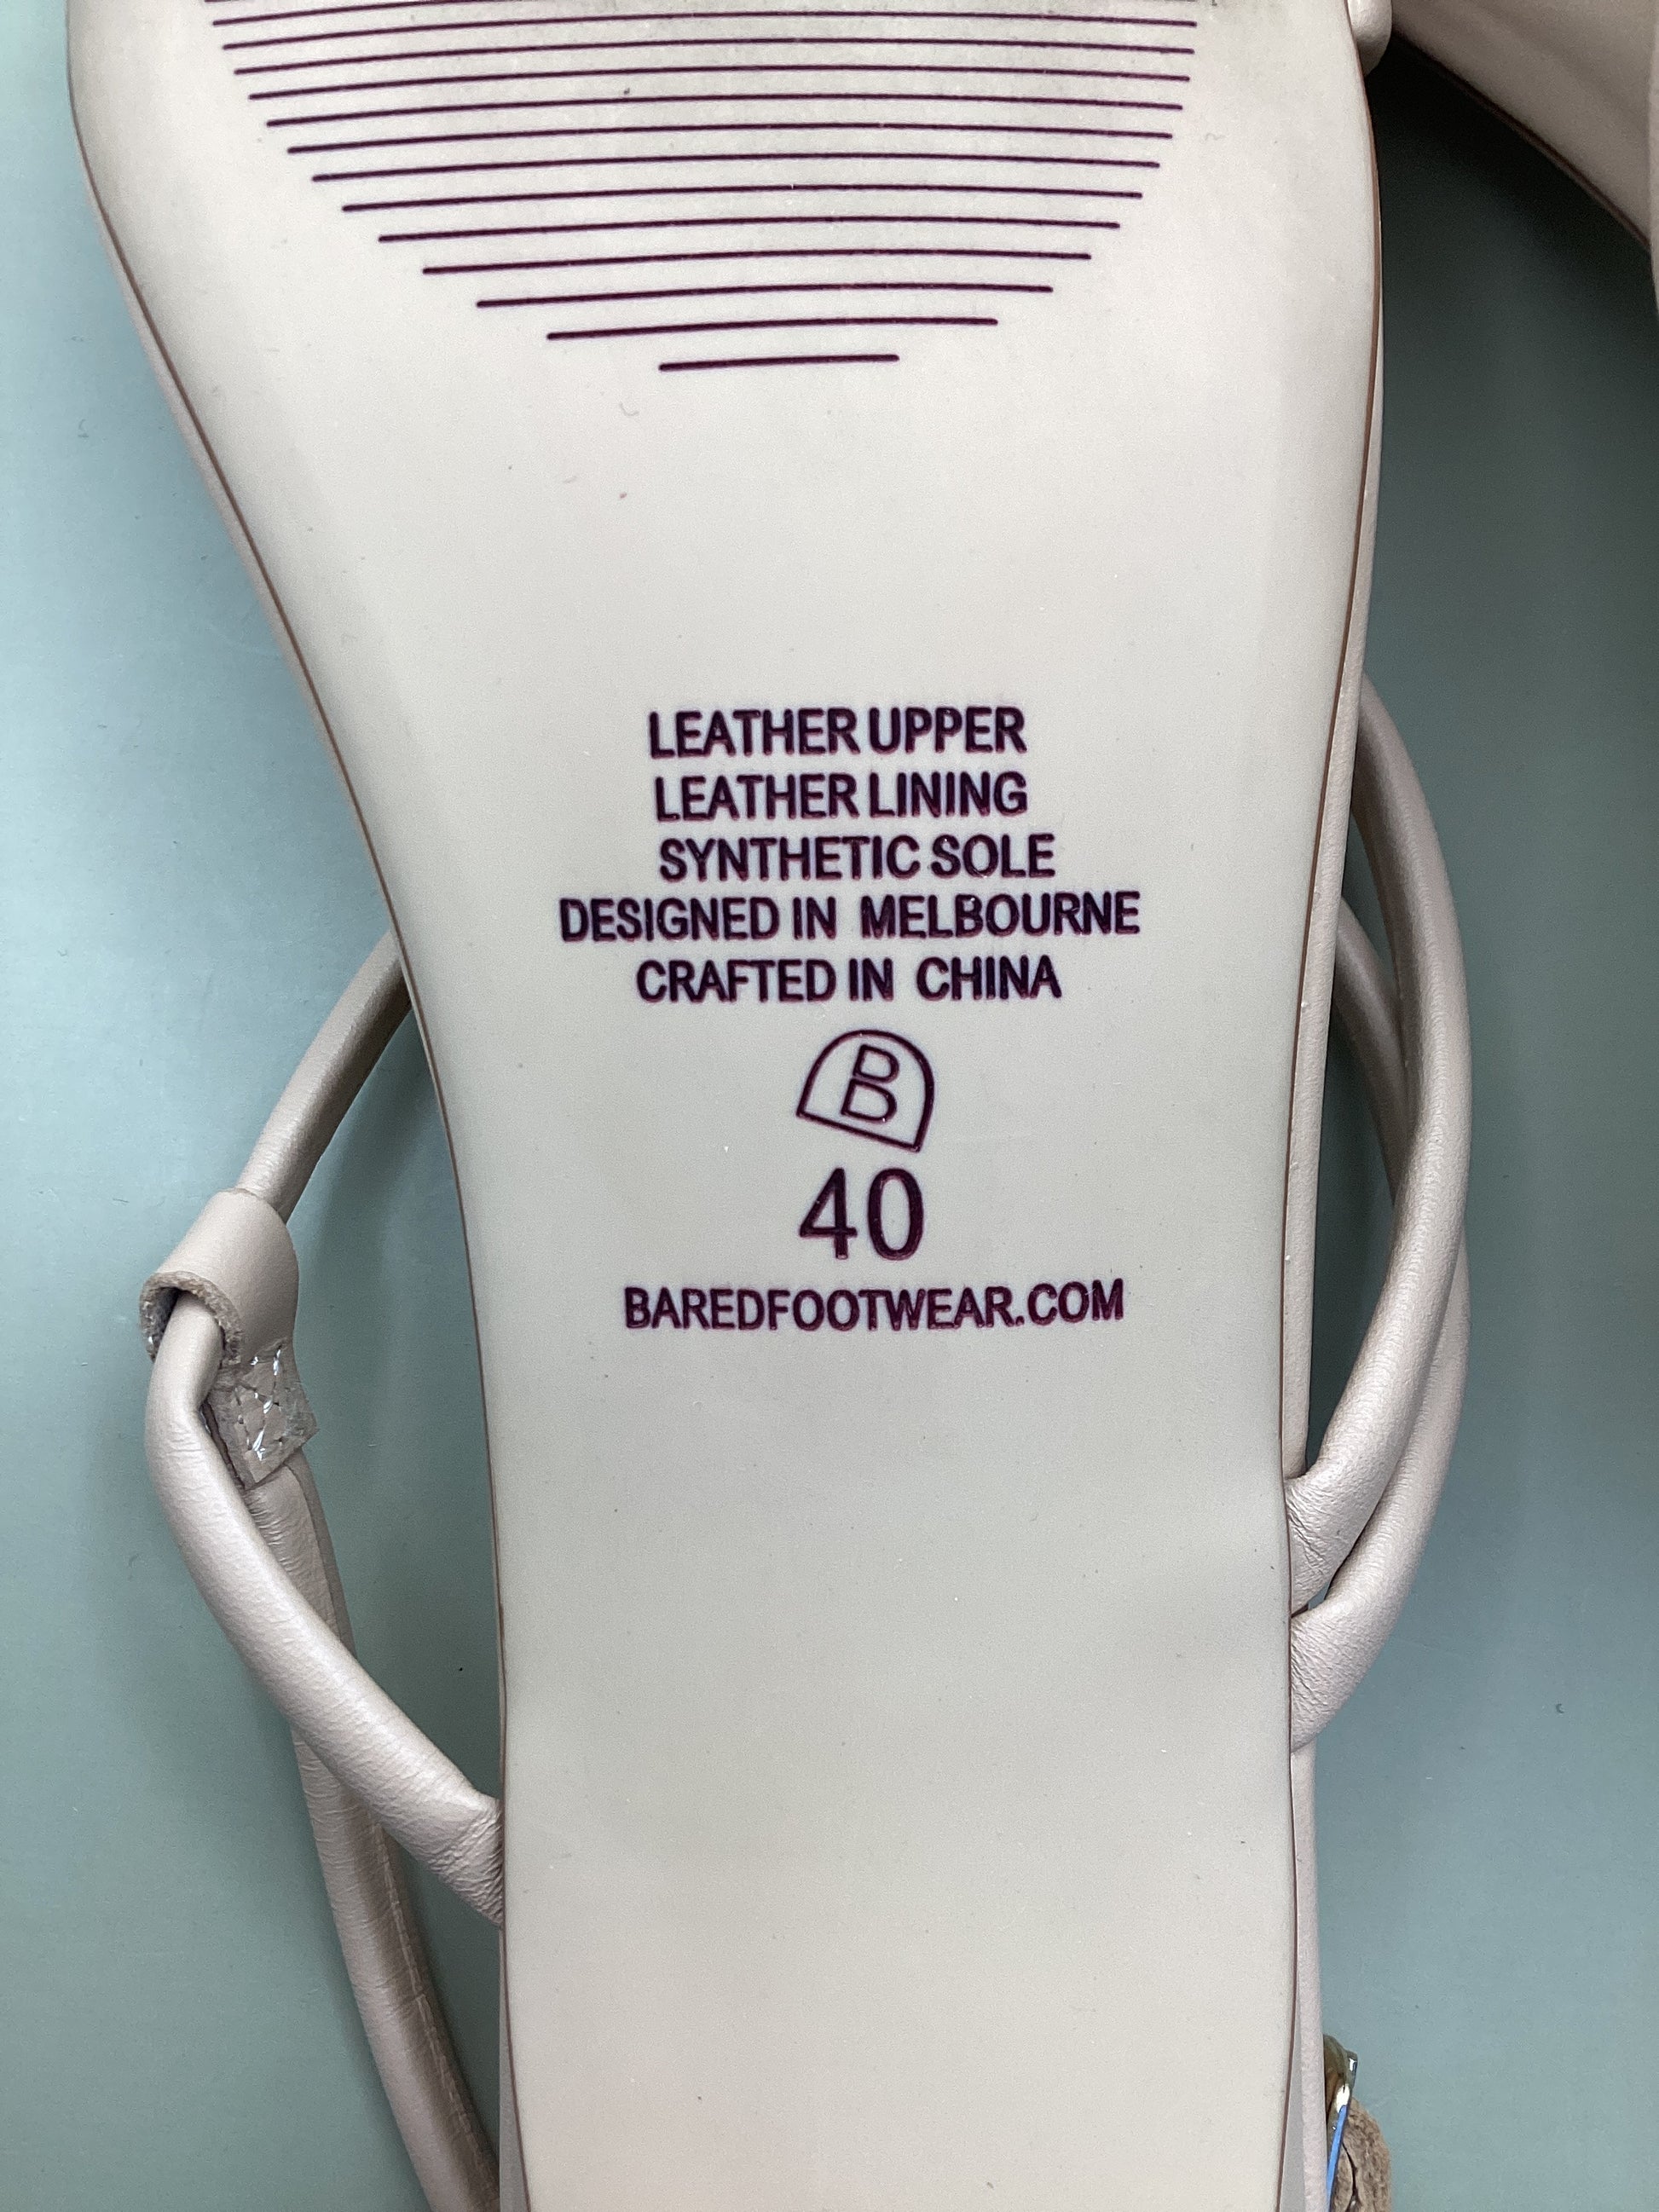 LEATHER UPPER
LEATHER LINING
SYNTHETIC SOLE
DESIGNED IN MELBOURNE
CRAFTED IN CHINA
B
40
BAREDFOOTWEAR.COM